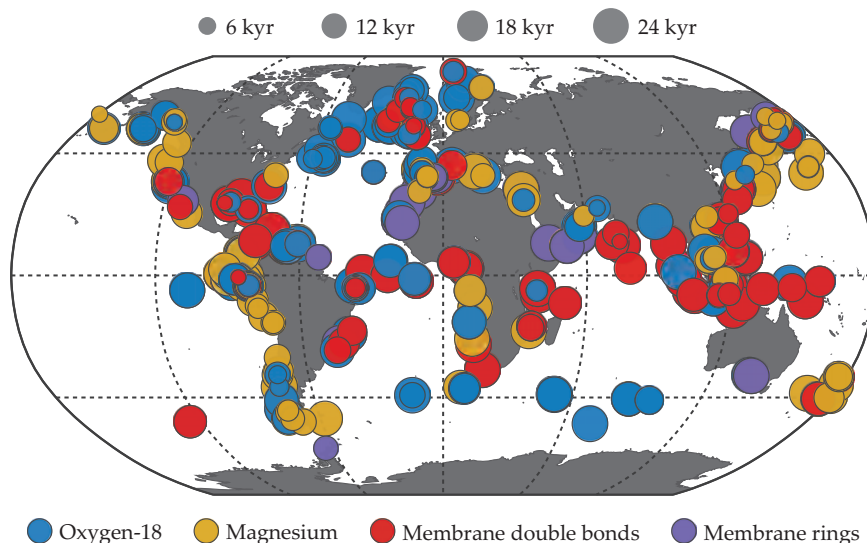 6 kyr 12 kyr 18 kyr 24 kyr
Oxygen-18 Magnesium Membrane double bonds Membrane rings